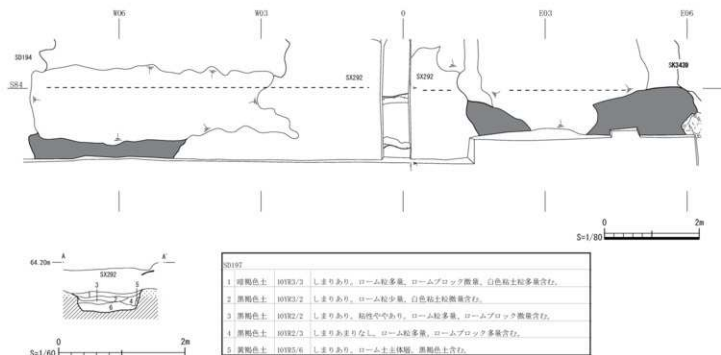 W06 W03 0 E03 E06
SD194
SX292 SX292 SK3439
S84
2m
S=1/80
64.20m A A'
SX292
3 5
4
6
0 2m
S=1/60
SD197
1 暗褐色土 10YR3/3 しまりあり。ローム粒多量、ロームブロック微量、白色粘土粒多量含む。
2 黒褐色土 10YR3/2 しまりあり。ローム粒少量、白色粘土粒微量含む。
3 黒褐色土 10YR2/2 しまりあり、粘性ややあり。ローム粒多量、ロームブロック微量含む。
4 黒褐色土 10YR2/3 しまりあまりなし。ローム粒多量、ロームブロック多量含む。
5 黄褐色土 10YR5/6 しまりあり。ローム土主体層。黒褐色土含む。